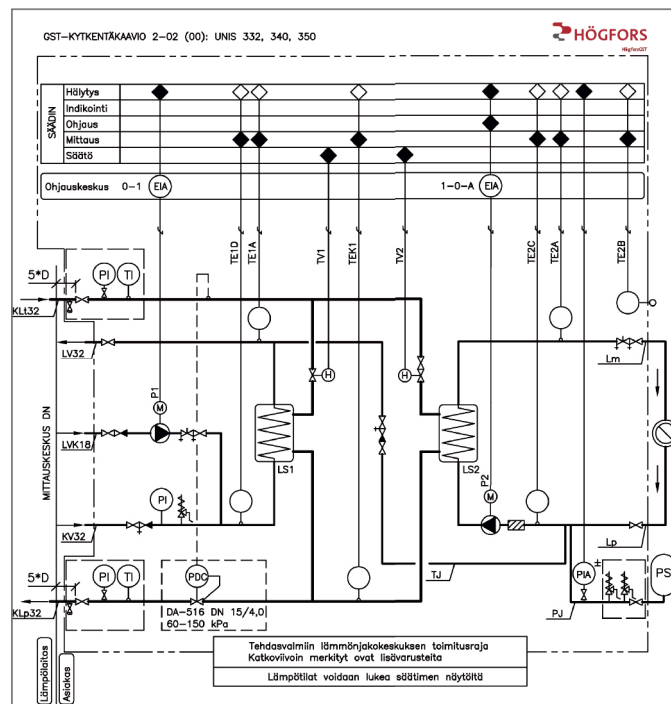 GST-KYTKENTÄKAAVIO 2-02 (00): UNIS 332, 340, 350
HÖGFORS
HögforsGST
SÄÄDIN
Hälytys
Indikointi
Ohjaus
Mittaus
Säätö
Ohjauskeskus 0-1 EIA 1-0-A EIA
TE1D
TE1A
TV1
TEK1
TV2
TE2C
TE2A
TE2B
5*D
PI TI
KLt32
LV32
Lm
H H
P1
M
MITTAUSKESKUS DN
LVK18
LS1
LS2
P2
M
PI
KV32
Lp
5*D
PI TI
PDC
TJ
PIA
H
PS
PJ
KLp32
DA-516 DN 15/4,0
60-150 kPa
Lämpölaitos
Asiakas
Tehdasvalmiin lämmönjakokeskuksen toimitusraja
Katkoviivoin merkityt ovat lisävarusteita
Lämpötilat voidaan lukea säätimen näytöltä